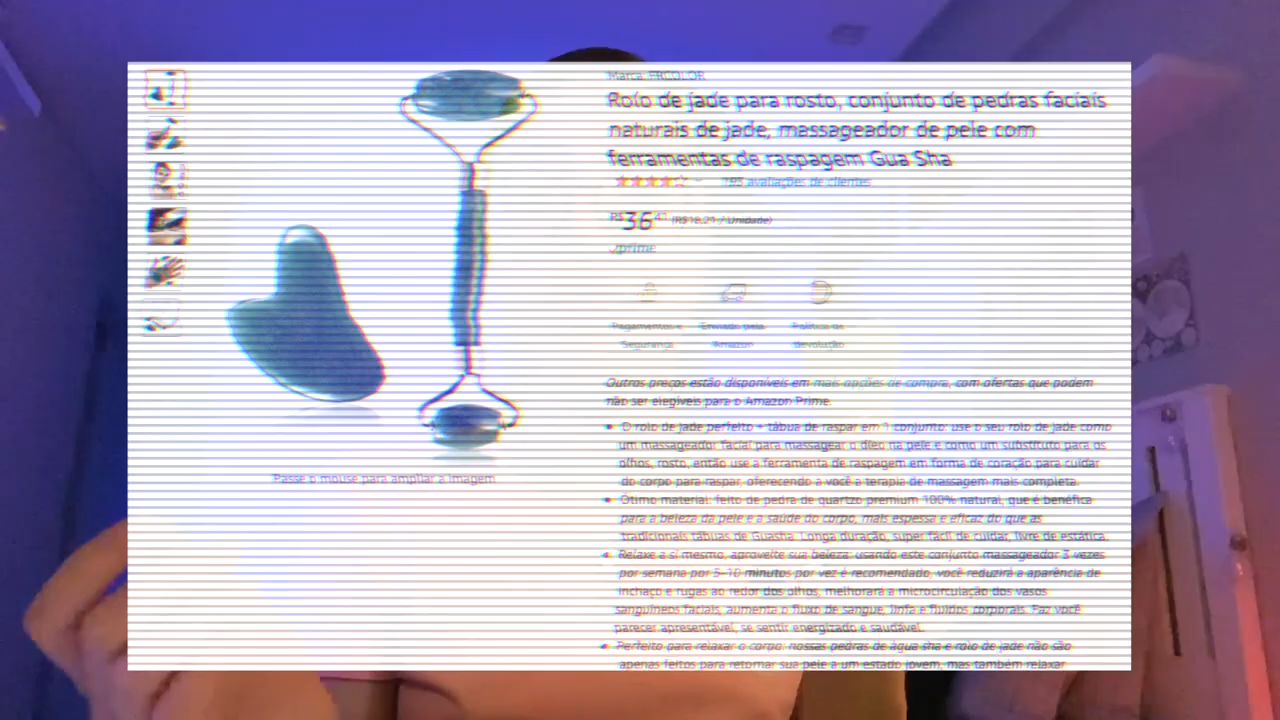 Marca: FRCOLOR
Rolo de jade para rosto, conjunto de pedras faciais
naturais de jade, massageador de pele com
ferramentas de raspagem Gua Sha
185 avaliações de clientes
R$36,41 (R$18,21 / Unidade)
prime
Pagamentos e Segurança
Enviado pela Amazon
Política de devolução
Outros preços estão disponíveis em mais opções de compra, com ofertas que podem
não ser elegíveis para o Amazon Prime.
• O rolo de jade perfeito + tábua de raspar em 1 conjunto: use o seu rolo de jade como
um massageador facial para massagear o óleo na pele e como um substituto para os
olhos, rosto, então use a ferramenta de raspagem em forma de coração para cuidar
do corpo para raspar, oferecendo a você a terapia de massagem mais completa.
• Ótimo material: feito de pedra de quartzo premium 100% natural, que é benéfica
para a beleza da pele e a saúde do corpo, mais espessa e eficaz do que as
tradicionais tábuas de Guasha. Longa duração, super fácil de cuidar, livre de estática.
• Relaxe a si mesmo, aproveite sua beleza: usando este conjunto massageador 3 vezes
por semana por 5–10 minutos por vez é recomendado, você reduzirá a aparência de
inchaço e rugas ao redor dos olhos, melhorará a microcirculação dos vasos
sanguíneos faciais, aumenta o fluxo de sangue, linfa e fluidos corporais. Faz você
parecer apresentável, se sentir energizado e saudável.
• Perfeito para relaxar o corpo: nossas pedras de água sha e rolo de jade não são
apenas feitos para retornar sua pele a um estado jovem, mas também relaxar
Passe o mouse para ampliar a imagem